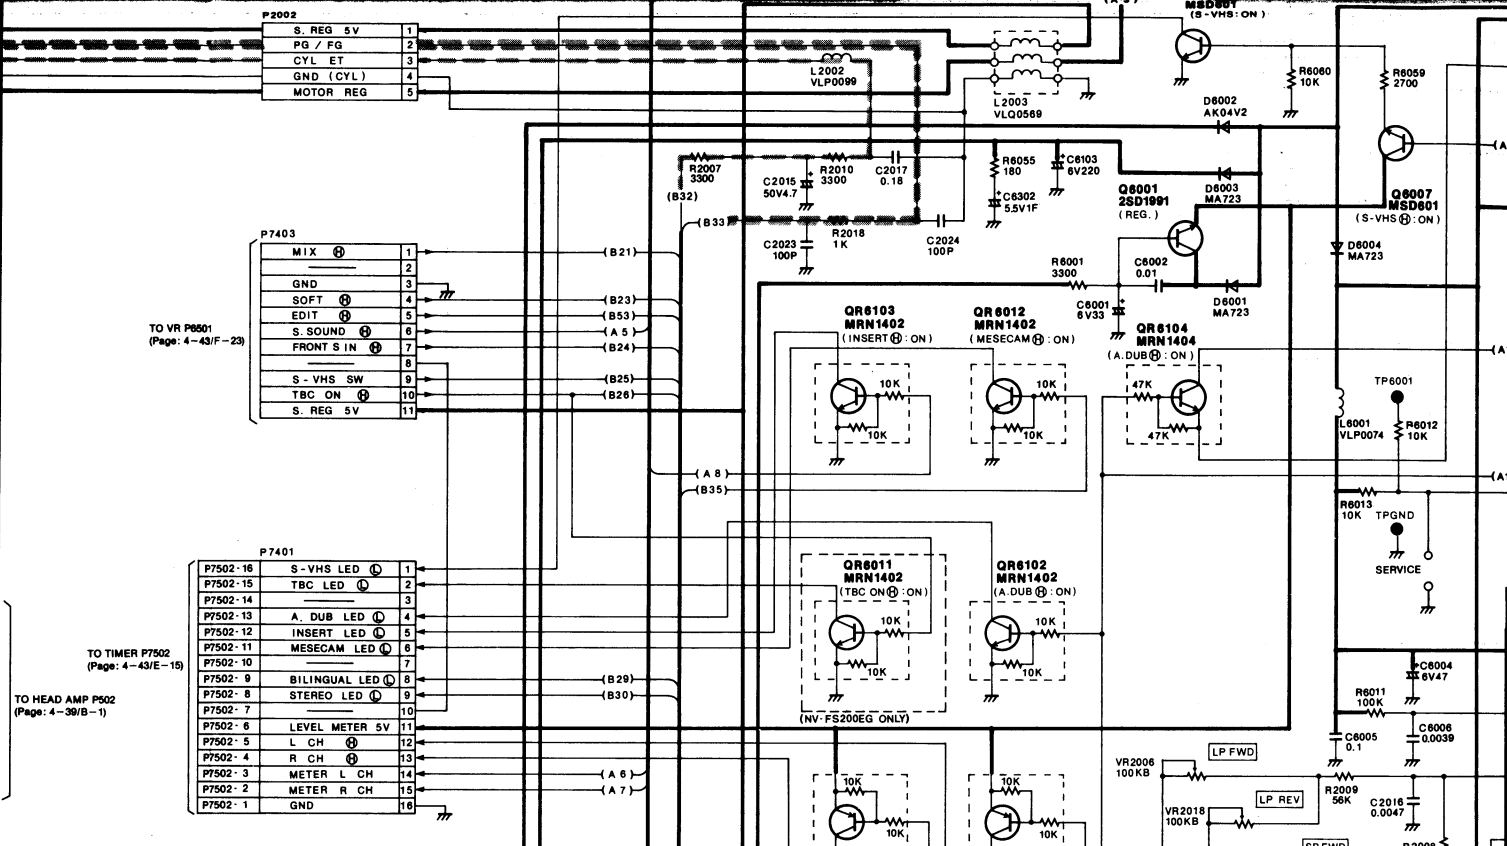 P2002
S. REG 5V 1
PG / FG 2
CYL ET 3
GND (CYL) 4
MOTOR REG 5
L2002
VLP0099
L2003
VLQ0569
MSD601
(S-VHS:ON)
R6060
10K
R6059
2700
D6002
AK04V2
D6003
MA723
Q6007
MSD601
(S-VHS Ⓗ:ON)
R2007
3300
C2015
50V4.7
R2010
3300
C2017
0.18
R6055
180
C6302
5.5V1F
C6103
6V220
Q6001
2SD1991
(REG.)
(B32)
(B33)
R2018
1K
C2023
100P
C2024
100P
D6004
MA723
R6001
3300
C6002
0.01
C6001
6V33
D6001
MA723
TO VR P6501
(Page: 4-43/F-23)
P7403
MIX Ⓗ 1
2
GND 3
SOFT Ⓗ 4
EDIT Ⓗ 5
S. SOUND Ⓗ 6
FRONT S IN Ⓗ 7
8
S-VHS SW 9
TBC ON Ⓗ 10
S. REG 5V 11
(B21)
(B23)
(B53)
(A5)
(B24)
(B25)
(B26)
QR6103
MRN1402
(INSERT Ⓗ:ON)
10K
10K
QR6012
MRN1402
(MESECAM Ⓗ:ON)
10K
10K
QR6104
MRN1404
(A.DUB Ⓗ:ON)
47K
47K
L6001
VLP0074
TP6001
R6012
10K
(A8)
(B35)
R6013
10K
TPGND
SERVICE
TO HEAD AMP P502
(Page: 4-39/B-1)
TO TIMER P7502
(Page: 4-43/E-15)
P7401
P7502-16 S-VHS LED Ⓛ 1
P7502-15 TBC LED Ⓛ 2
P7502-14 3
P7502-13 A. DUB LED Ⓛ 4
P7502-12 INSERT LED Ⓛ 5
P7502-11 MESECAM LED Ⓛ 6
P7502-10 7
P7502-9 BILINGUAL LED Ⓛ 8
P7502-8 STEREO LED Ⓛ 9
P7502-7 10
P7502-6 LEVEL METER 5V 11
P7502-5 L CH Ⓗ 12
P7502-4 R CH Ⓗ 13
P7502-3 METER L CH 14
P7502-2 METER R CH 15
P7502-1 GND 16
(B29)
(B30)
(A6)
(A7)
QR6011
MRN1402
(TBC ON Ⓗ:ON)
10K
10K
(NV-FS200EG ONLY)
QR6102
MRN1402
(A.DUB Ⓗ:ON)
10K
10K
10K
10K
10K
10K
C6004
6V47
R6011
100K
C6005
0.1
C6006
0.0039
LP FWD
VR2006
100KB
LP REV
VR2018
100KB
R2009
56K
C2016
0.0047